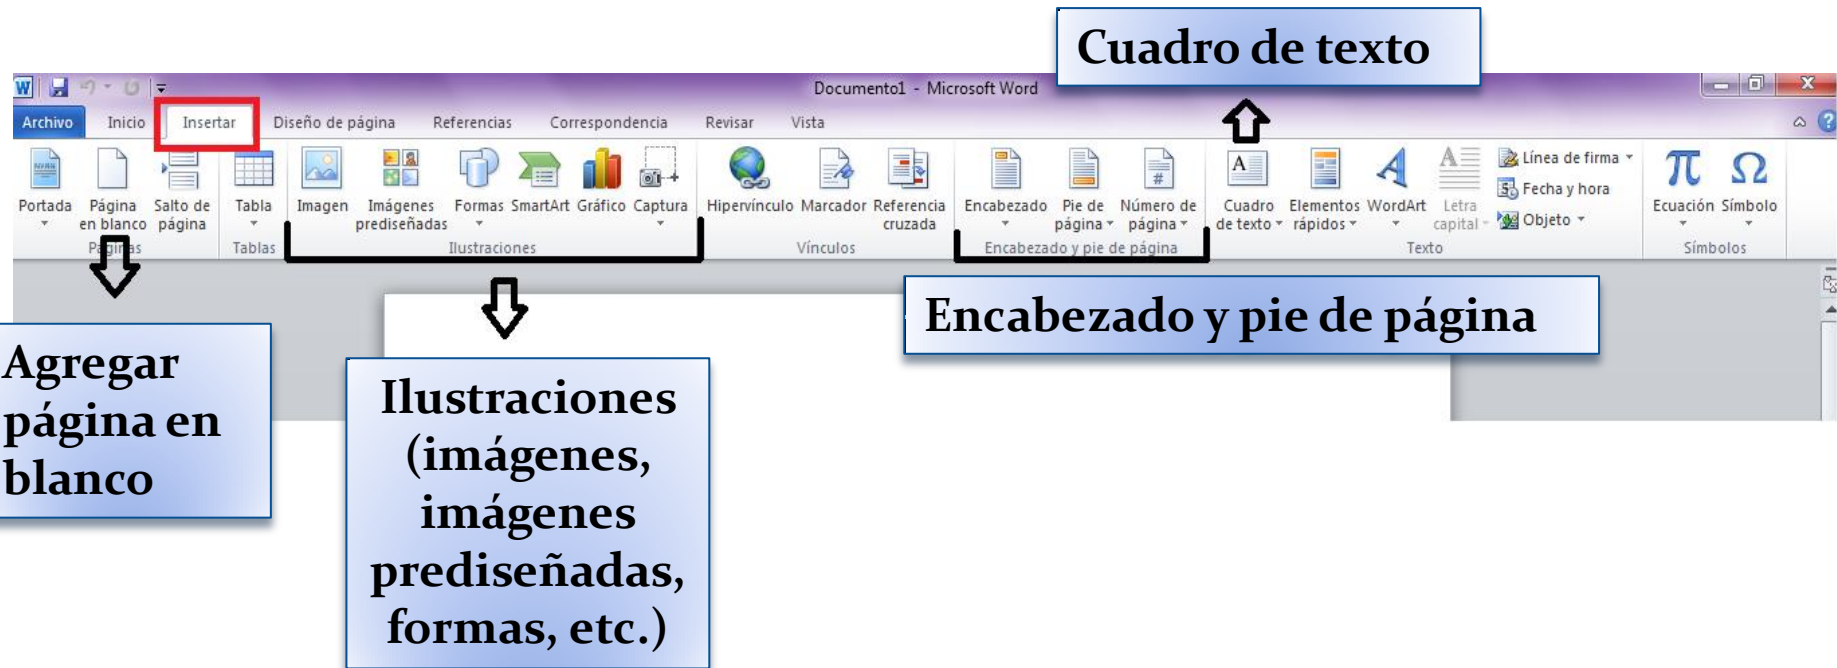 Cuadro de texto
Documento1 - Microsoft Word
Archivo Inicio Insertar Diseño de página Referencias Correspondencia Revisar Vista
Portada Página en blanco Salto de página Tabla Imagen Imágenes prediseñadas Formas SmartArt Gráfico Captura Hipervínculo Marcador Referencia cruzada Encabezado Pie de página Número de página Cuadro de texto Elementos rápidos WordArt Letra capital Línea de firma Fecha y hora Objeto Ecuación Símbolo
Páginas Tablas Ilustraciones Vínculos Encabezado y pie de página Texto Símbolos
Encabezado y pie de página
Agregar
página en
blanco
Ilustraciones
(imágenes,
imágenes
prediseñadas,
formas, etc.)